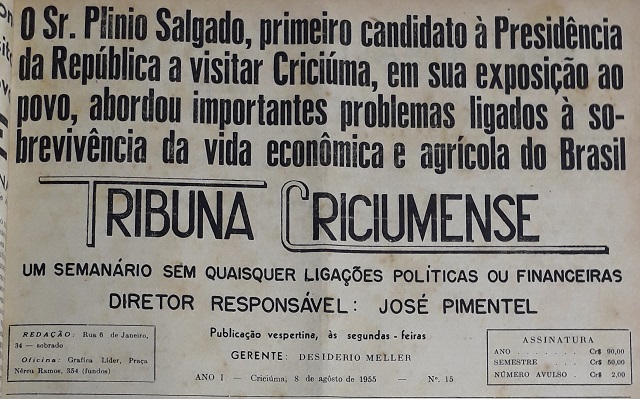 O Sr. Plinio Salgado, primeiro candidato à Presidência
da República a visitar Criciúma, em sua exposição ao
povo, abordou importantes problemas ligados à so-
brevivência da vida econômica e agrícola do Brasil
TRIBUNA CRICIUMENSE
UM SEMANÁRIO SEM QUAISQUER LIGAÇÕES POLÍTICAS OU FINANCEIRAS
DIRETOR RESPONSÁVEL: JOSÉ PIMENTEL
REDAÇÃO: Rua 6 de Janeiro,
34 — sobrado
Oficina: Grafica Líder, Praça
Nérev Ramos, 354 (fundos)
Publicação vespertina, às segundas-feiras
GERENTE: DESIDERIO MELLER
ANO I — Criciúma, 8 de agôsto de 1955 — Nº. 15
ASSINATURA
ANO . . . . . . . Cr$ 90,00
SEMESTRE . . . . Cr$ 50,00
NÚMERO AVULSO . Cr$ 2,00